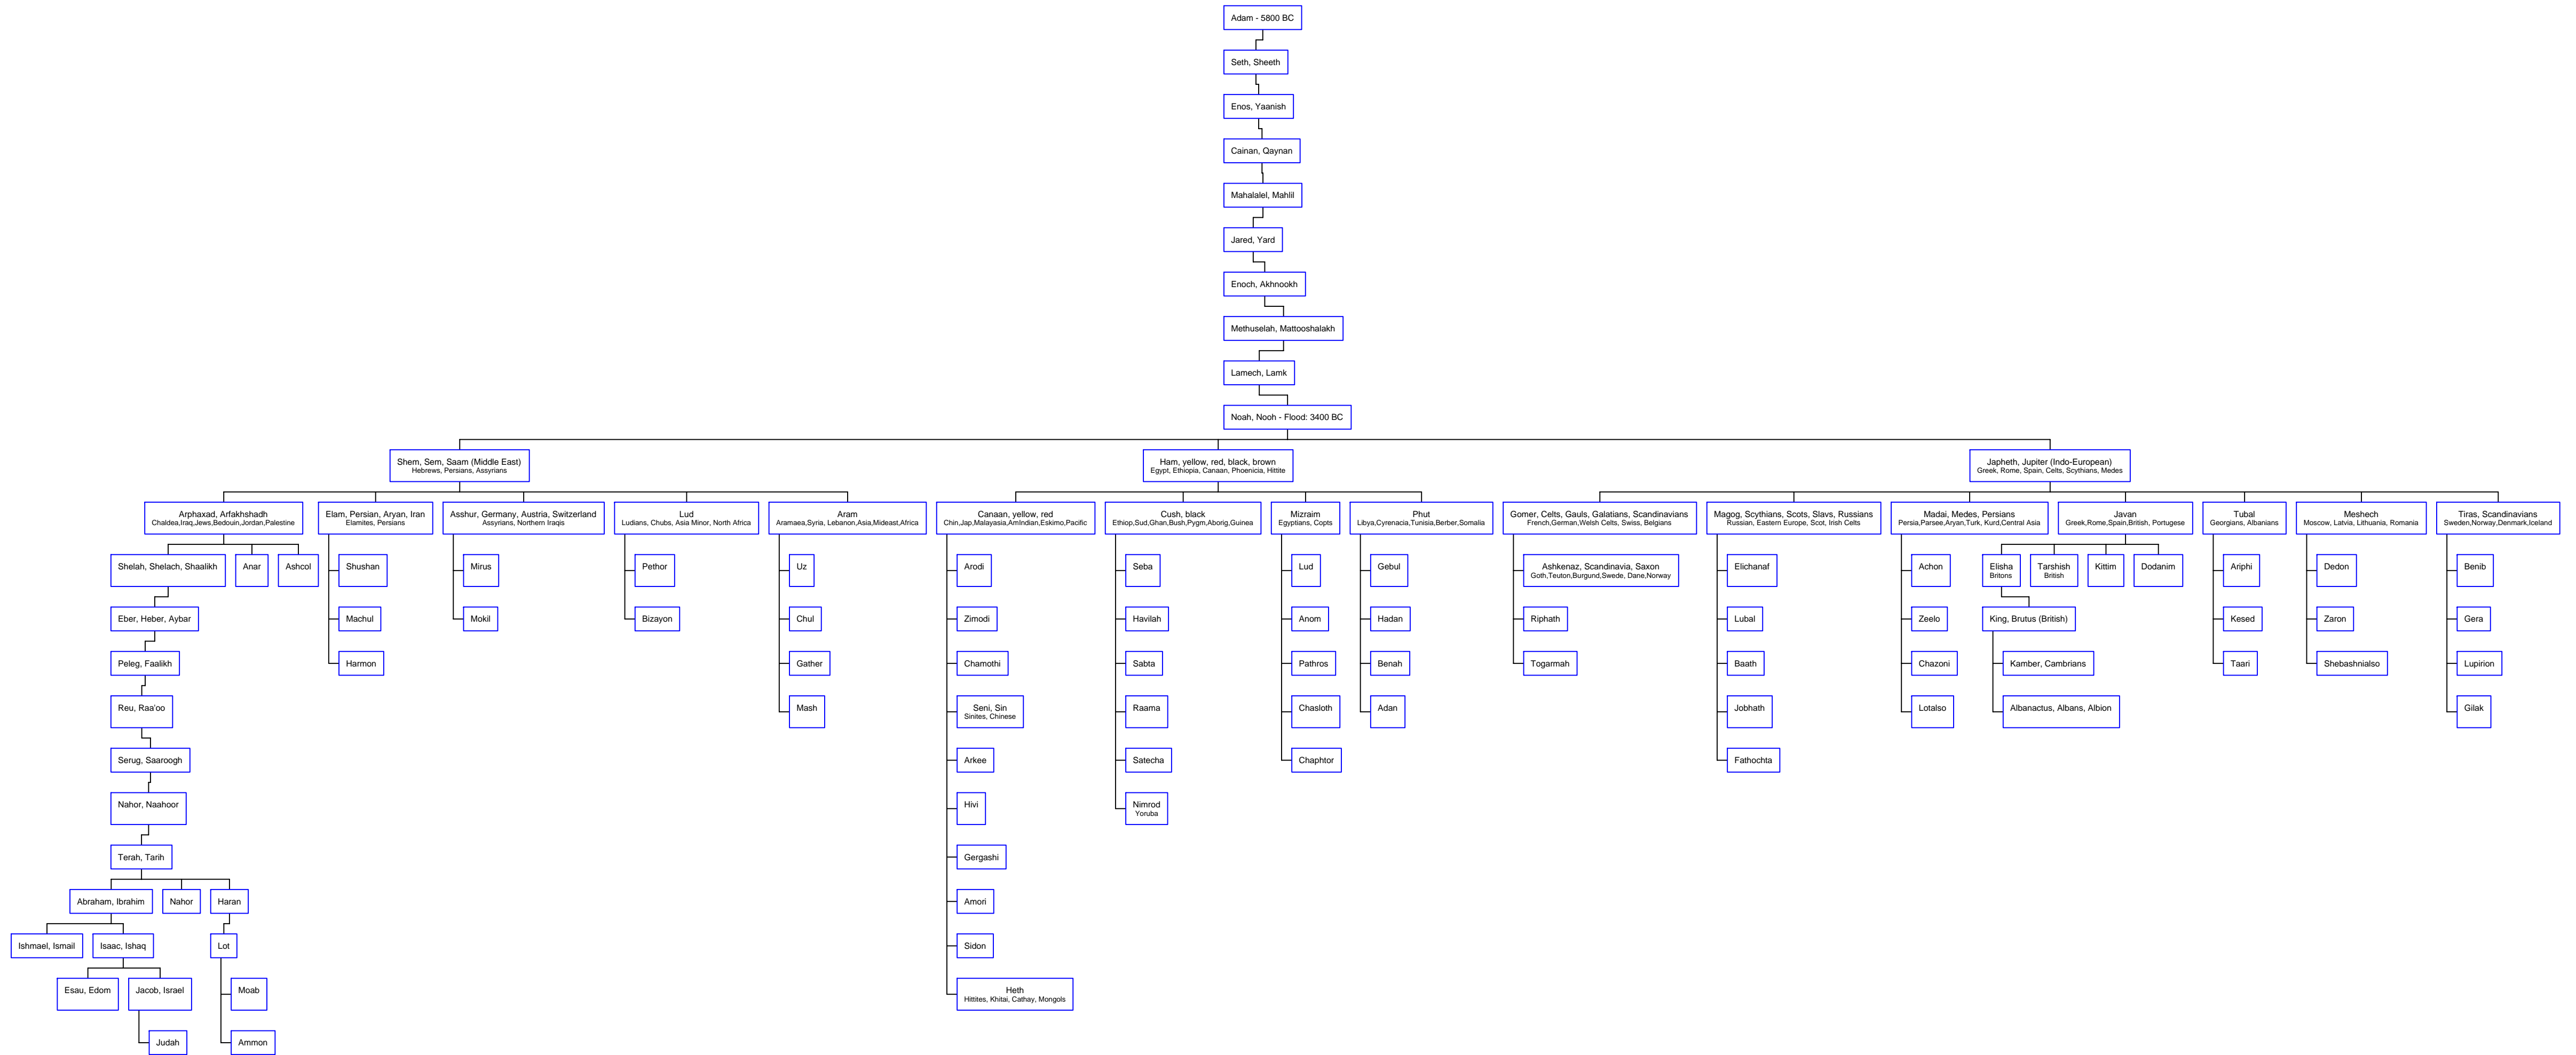 Adam - 5800 BC
Seth, Sheeth
Enos, Yaanish
Cainan, Qaynan
Mahalalel, Mahlil
Jared, Yard
Enoch, Akhnookh
Methuselah, Mattooshalakh
Lamech, Lamk
Noah, Nooh - Flood: 3400 BC
Shem, Sem, Saam (Middle East)
Hebrews, Persians, Assyrians
Ham, yellow, red, black, brown
Egypt, Ethiopia, Canaan, Phoenicia, Hittite
Japheth, Jupiter (Indo-European)
Greek, Rome, Spain, Celts, Scythians, Medes
Arphaxad, Arfakhshadh
Chaldea,Iraq,Jews,Bedouin,Jordan,Palestine
Elam, Persian, Aryan, Iran
Elamites, Persians
Asshur, Germany, Austria, Switzerland
Assyrians, Northern Iraqis
Lud
Ludians, Chubs, Asia Minor, North Africa
Aram
Aramaea,Syria, Lebanon,Asia,Mideast,Africa
Canaan, yellow, red
Chin,Jap,Malayasia,AmIndian,Eskimo,Pacific
Cush, black
Ethiop,Sud,Ghan,Bush,Pygm,Aborig,Guinea
Mizraim
Egyptians, Copts
Phut
Libya,Cyrenacia,Tunisia,Berber,Somalia
Gomer, Celts, Gauls, Galatians, Scandinavians
French,German,Welsh Celts, Swiss, Belgians
Magog, Scythians, Scots, Slavs, Russians
Russian, Eastern Europe, Scot, Irish Celts
Madai, Medes, Persians
Persia,Parsee,Aryan,Turk, Kurd,Central Asia
Javan
Greek,Rome,Spain,British, Portugese
Tubal
Georgians, Albanians
Meshech
Moscow, Latvia, Lithuania, Romania
Tiras, Scandinavians
Sweden,Norway,Denmark,Iceland
Shelah, Shelach, Shaalikh
Anar
Ashcol
Shushan
Mirus
Pethor
Uz
Arodi
Seba
Lud
Gebul
Ashkenaz, Scandinavia, Saxon
Goth,Teuton,Burgund,Swede, Dane,Norway
Elichanaf
Achon
Elisha
Britons
Tarshish
British
Kittim
Dodanim
Ariphi
Dedon
Benib
Eber, Heber, Aybar
Machul
Mokil
Bizayon
Chul
Zimodi
Havilah
Anom
Hadan
Riphath
Lubal
Zeelo
King, Brutus (British)
Kesed
Zaron
Gera
Peleg, Faalikh
Harmon
Gather
Chamothi
Sabta
Pathros
Benah
Togarmah
Baath
Chazoni
Kamber, Cambrians
Taari
Shebashnialso
Lupirion
Reu, Raa'oo
Mash
Seni, Sin
Sinites, Chinese
Raama
Chasloth
Adan
Jobhath
Lotalso
Albanactus, Albans, Albion
Gilak
Serug, Saaroogh
Arkee
Satecha
Chaphtor
Fathochta
Nahor, Naahoor
Hivi
Nimrod
Yoruba
Terah, Tarih
Gergashi
Abraham, Ibrahim
Nahor
Haran
Amori
Ishmael, Ismail
Isaac, Ishaq
Lot
Sidon
Esau, Edom
Jacob, Israel
Moab
Heth
Hittites, Khitai, Cathay, Mongols
Judah
Ammon